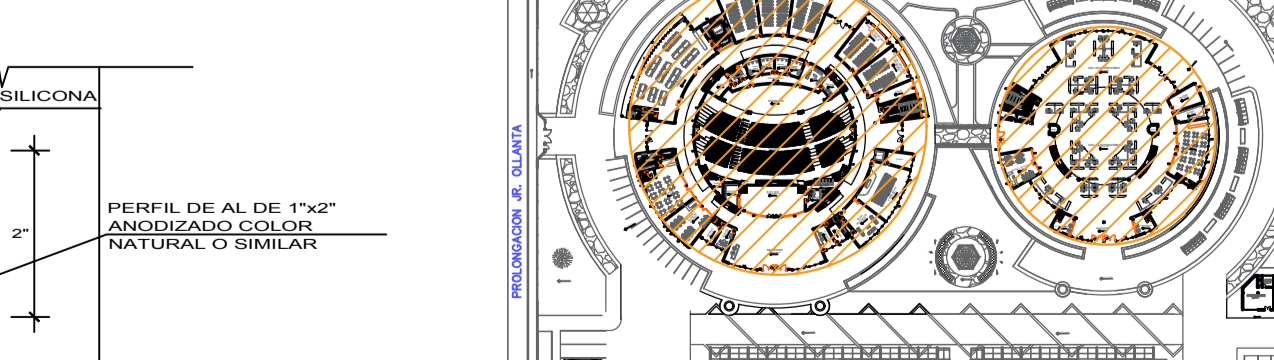 SILICONA
2"
PERFIL DE AL DE 1"x2"
ANODIZADO COLOR
NATURAL O SIMILAR
PROLONGACION JR. OLLANTA